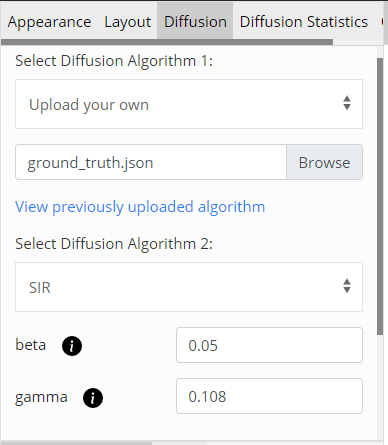 Appearance Layout Diffusion Diffusion Statistics
Select Diffusion Algorithm 1:
Upload your own
ground_truth.json Browse
View previously uploaded algorithm
Select Diffusion Algorithm 2:
SIR
beta i 0.05
gamma i 0.108